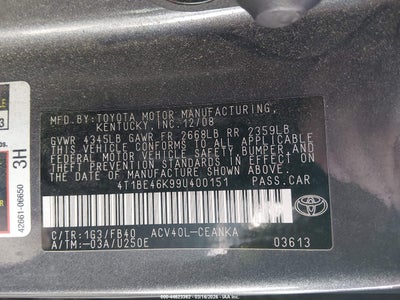 MFD.BY:TOYOTA MOTOR MANUFACTURING,
KENTUCKY,INC.12/08
GVWR 4345LB GAWR FR 2668LB RR 2359LB
THIS VEHICLE CONFORMS TO ALL APPLICABLE
FEDERAL MOTOR VEHICLE SAFETY, BUMPER, AND
THEFT PREVENTION STANDARDS IN EFFECT ON
THE DATE OF MANUFACTURE SHOWN ABOVE.
4T1BE46K99U400151 PASS.CAR
C/TR:1G3/FB40 ACV40L-CEANKA
A/TM:-03A/U250E
TOYOTA
03613
3H
42661-06650